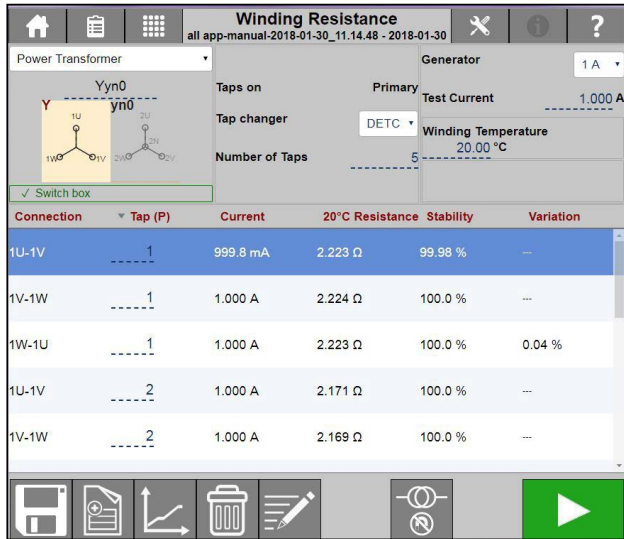 Winding Resistance
all app-manual-2018-01-30_11.14.48 - 2018-01-30
i
?
Power Transformer
Yyn0
Y
yn0
1U
1W
1V
2U
2N
2W
2V
✓ Switch box
Taps on Primary
Tap changer DETC
Number of Taps 5
Generator 1 A
Test Current 1.000 A
Winding Temperature
20.00 °C
Connection Tap (P) Current 20°C Resistance Stability Variation
1U-1V 1 999.8 mA 2.223 Ω 99.98 % ---
1V-1W 1 1.000 A 2.224 Ω 100.0 % ---
1W-1U 1 1.000 A 2.223 Ω 100.0 % 0.04 %
1U-1V 2 1.000 A 2.171 Ω 100.0 % ---
1V-1W 2 1.000 A 2.169 Ω 100.0 % ---